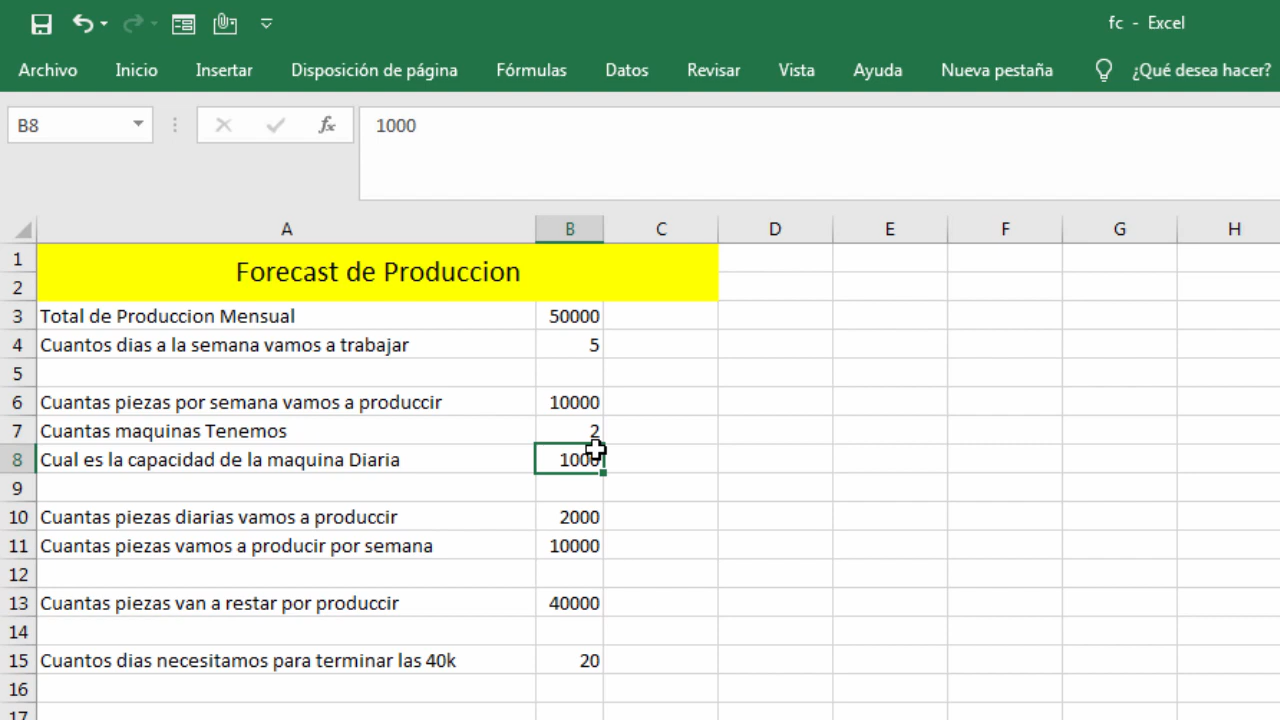 fc - Excel
Archivo Inicio Insertar Disposición de página Fórmulas Datos Revisar Vista Ayuda Nueva pestaña ¿Qué desea hacer?
B8 fx 1000
A B C D E F G H
1 Forecast de Produccion
2
3 Total de Produccion Mensual 50000
4 Cuantos dias a la semana vamos a trabajar 5
5
6 Cuantas piezas por semana vamos a produccir 10000
7 Cuantas maquinas Tenemos 2
8 Cual es la capacidad de la maquina Diaria 1000
9
10 Cuantas piezas diarias vamos a produccir 2000
11 Cuantas piezas vamos a producir por semana 10000
12
13 Cuantas piezas van a restar por produccir 40000
14
15 Cuantos dias necesitamos para terminar las 40k 20
16
17